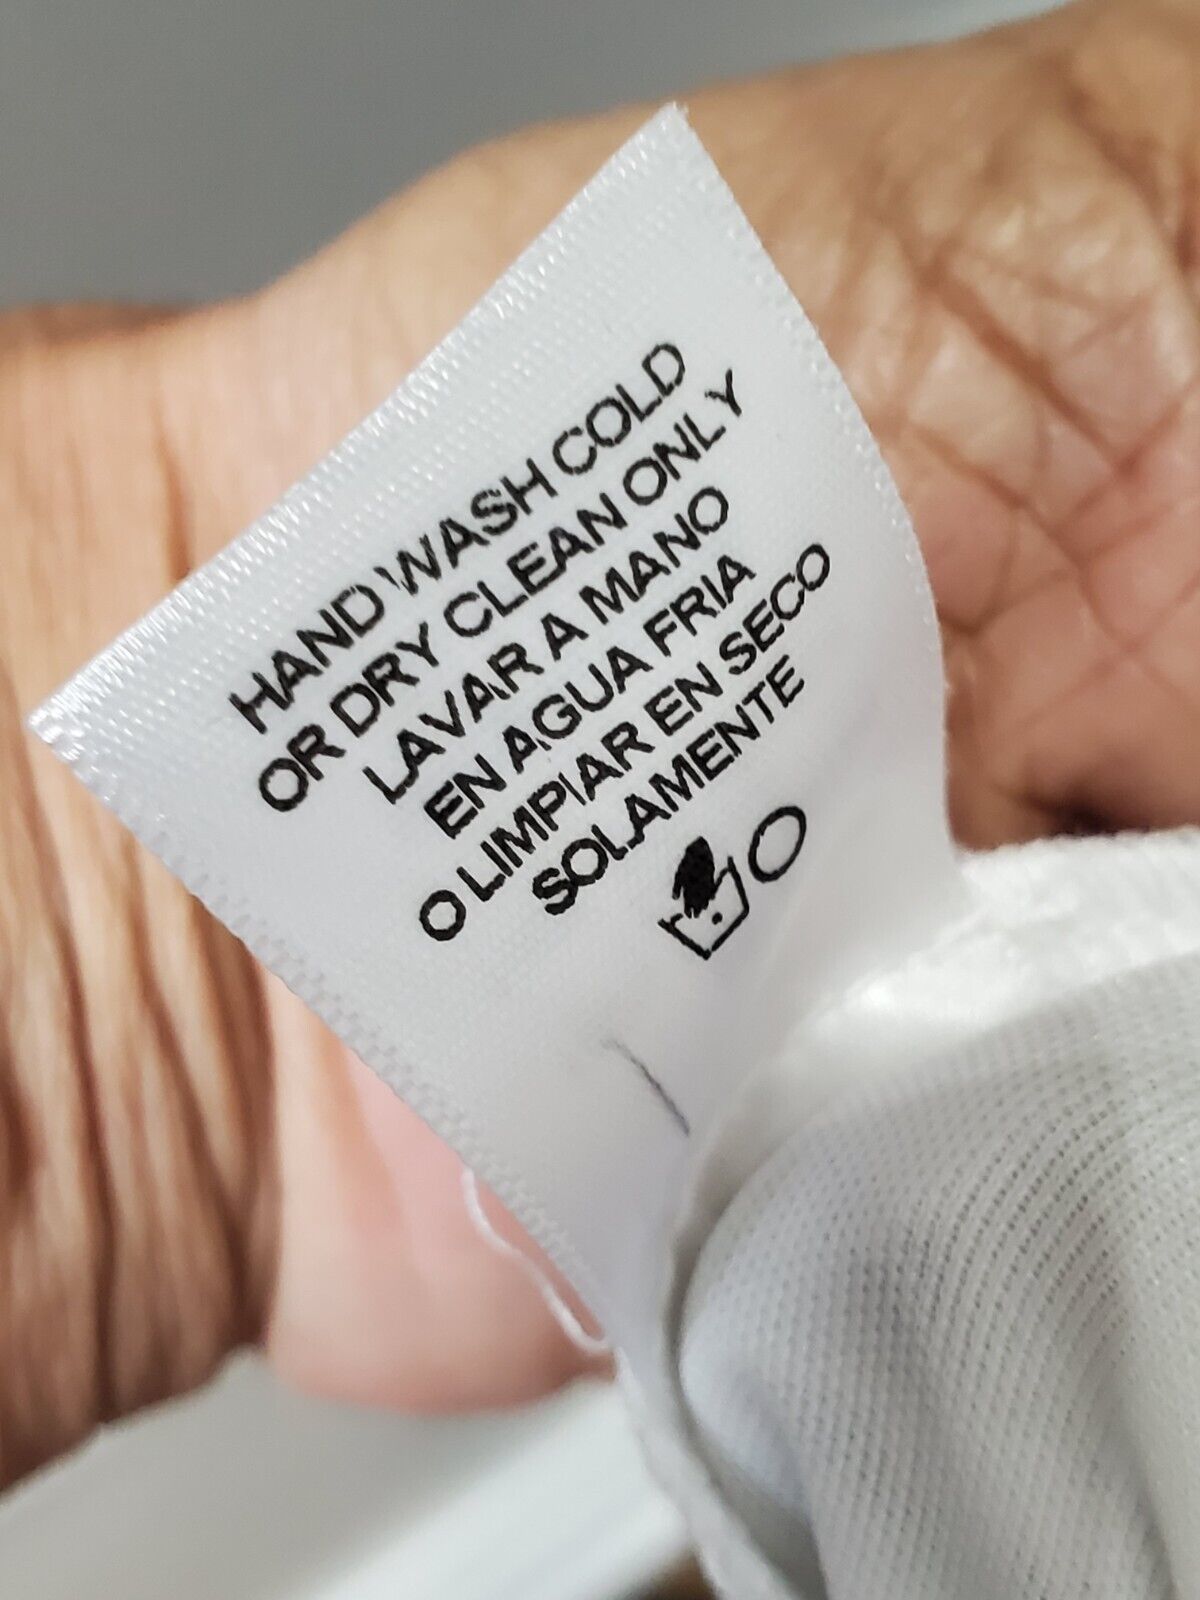 HAND WASH COLD
OR DRY CLEAN ONLY
LAVAR A MANO
EN AGUA FRIA
O LIMPIAR EN SECO
SOLAMENTE